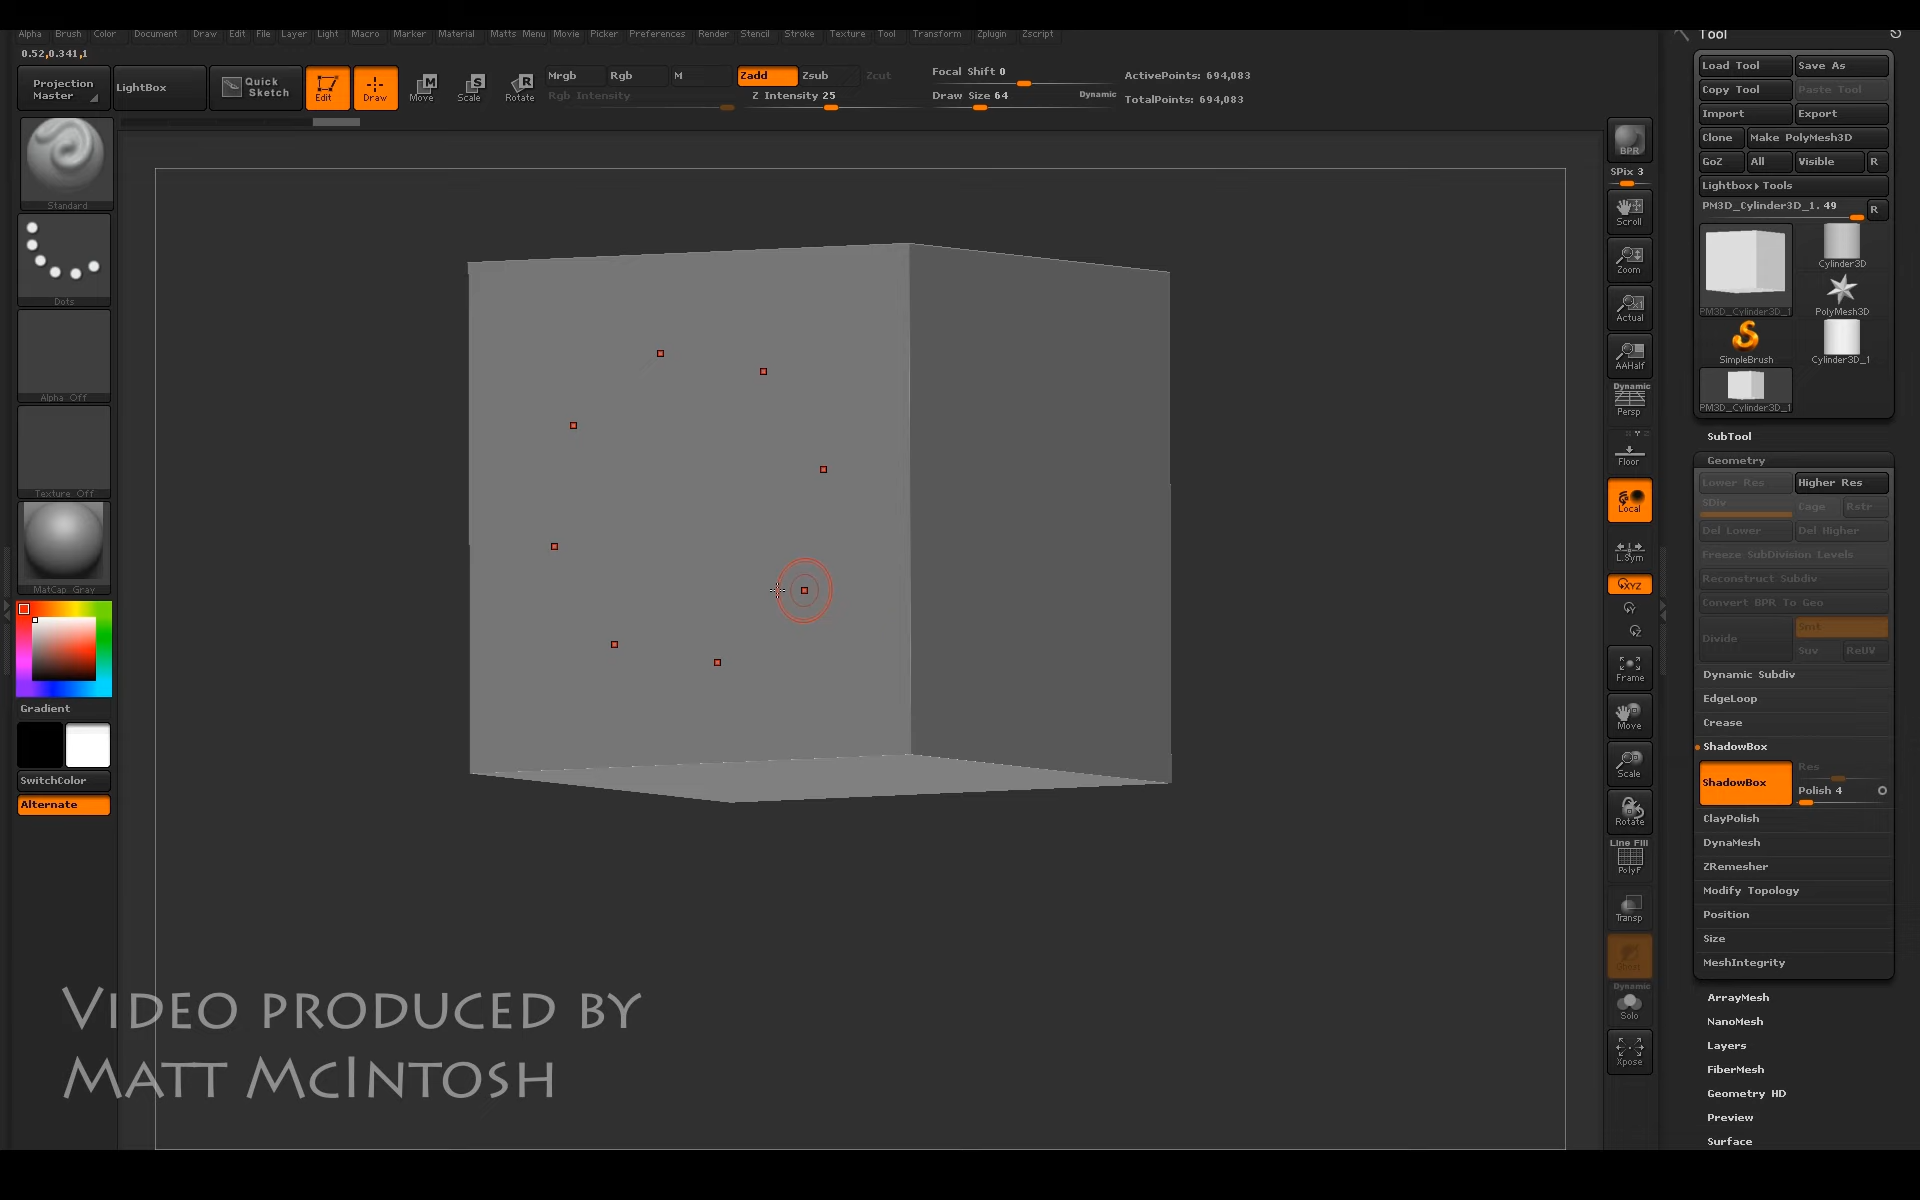 Alpha Brush Color Document Draw Edit File Layer Light Macro Marker Material Matts Menu Movie Picker Preferences Render Stencil Stroke Texture Tool Transform Zplugin Zscript
0.52,0.341,1
Projection Master
LightBox
Quick Sketch
Edit
Draw
Move
Scale
Rotate
Mrgb Rgb M Zadd Zsub Zcut
Rgb Intensity
Z Intensity 25
Focal Shift 0
Draw Size 64
Dynamic
ActivePoints: 694,083
TotalPoints: 694,083
Standard
Dots
Alpha Off
Texture Off
MatCap Gray
Gradient
SwitchColor
Alternate
BPR
SPix 3
Scroll
Zoom
Actual
AAHalf
Dynamic
Persp
Floor
Local
L.Sym
XYZ
Y
Z
Frame
Move
Scale
Rotate
Line Fill
PolyF
Transp
Ghost
Dynamic
Solo
Xpose
Tool
Load Tool Save As
Copy Tool Paste Tool
Import Export
Clone Make PolyMesh3D
GoZ All Visible R
Lightbox▸Tools
PM3D_Cylinder3D_1. 49 R
PM3D_Cylinder3D_1
Cylinder3D
PolyMesh3D
SimpleBrush
Cylinder3D_1
PM3D_Cylinder3D_1
SubTool
Geometry
Lower Res Higher Res
SDiv Cage Rstr
Del Lower Del Higher
Freeze SubDivision Levels
Reconstruct Subdiv
Convert BPR To Geo
Divide Smt
Suv ReUV
Dynamic Subdiv
EdgeLoop
Crease
ShadowBox
ShadowBox
Res
Polish 4
ClayPolish
DynaMesh
ZRemesher
Modify Topology
Position
Size
MeshIntegrity
ArrayMesh
NanoMesh
Layers
FiberMesh
Geometry HD
Preview
Surface
Video produced by
Matt McIntosh